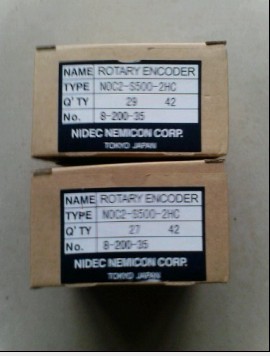 NAME ROTARY ENCODER
TYPE NOC2-S500-2HC
Q'TY 29 42
No. 8-200-35
NIDEC NEMICON CORP.
TOKYO JAPAN
NAME ROTARY ENCODER
TYPE NOC2-S500-2HC
Q'TY 27 42
No. 8-200-35
NIDEC NEMICON CORP.
TOKYO JAPAN